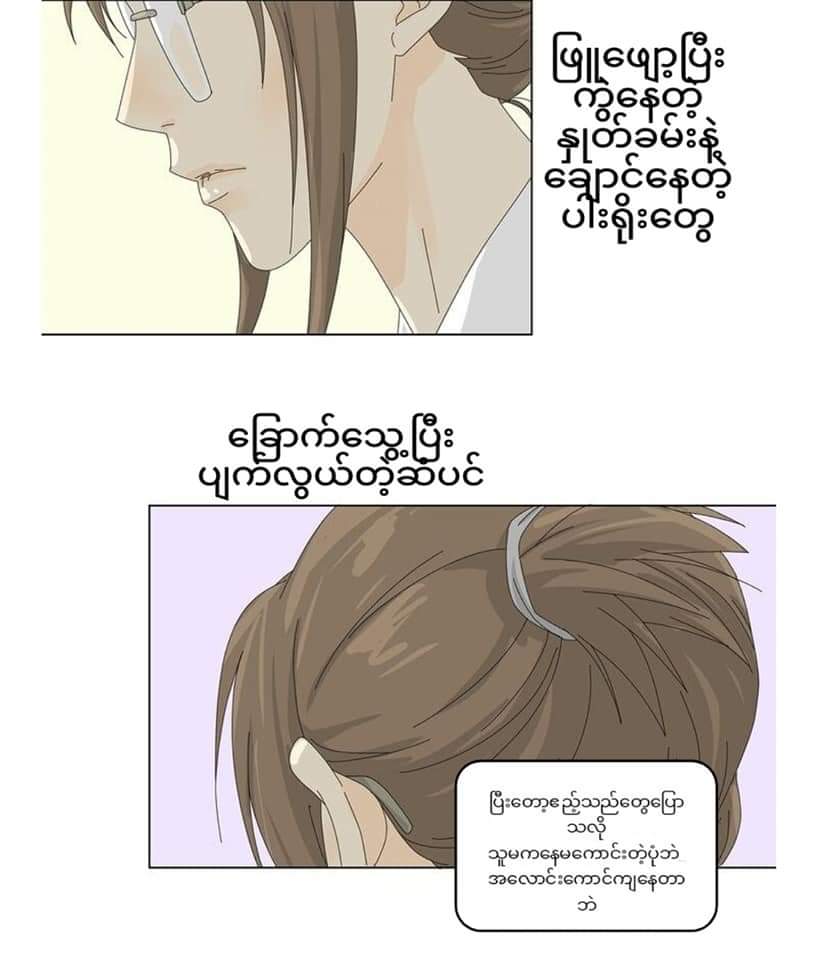 ဖြူဖျော့ပြီး
ကွဲနေတဲ့
နှုတ်ခမ်းနဲ့
ချောင်နေတဲ့
ပါးရိုးတွေ
ခြောက်သွေ့ပြီး
ပျက်လွယ်တဲ့ဆံပင်
ပြီးတော့ဧည့်သည်တွေပြော
သလို
သူမကနေမကောင်းတဲ့ပုံဘဲ
အလောင်းကောင်ကျနေတာ
ဘဲ